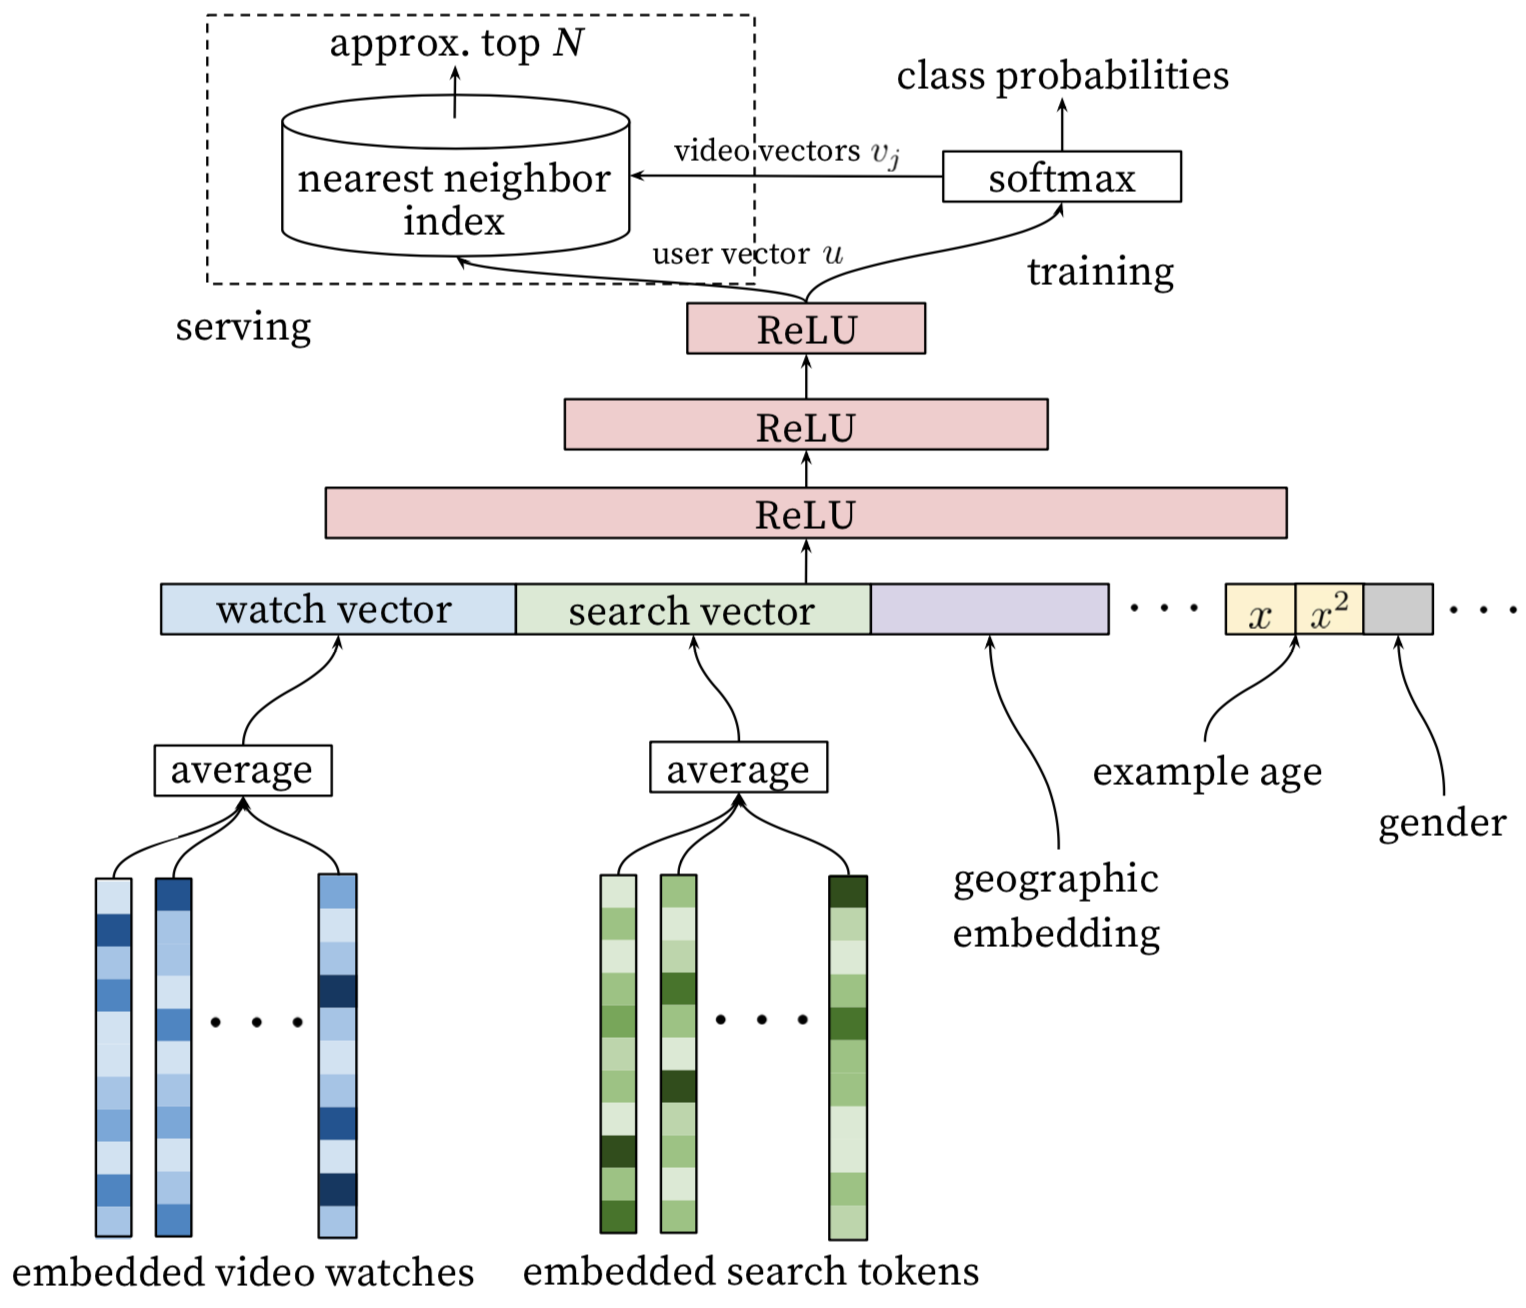 approx. top N
class probabilities
video vectors v_j
softmax
nearest neighbor
index
user vector u
training
serving
ReLU
ReLU
ReLU
watch vector
search vector
. . .
x
x²
. . .
average
average
example age
gender
geographic
embedding
. . .
. . .
embedded video watches
embedded search tokens